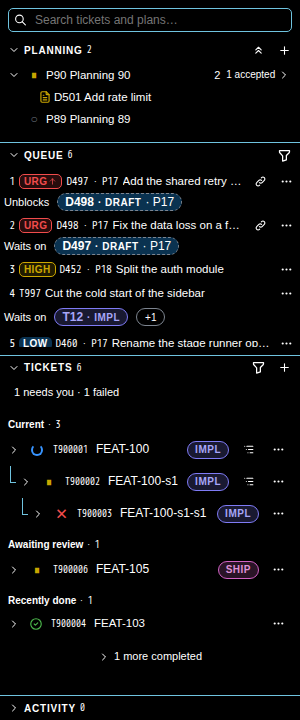 Search tickets and plans…
PLANNING 2
P90 Planning 90 2 1 accepted
D501 Add rate limit
P89 Planning 89
QUEUE 6
1 URG ↑ D497 · P17 Add the shared retry …
Unblocks D498 · DRAFT · P17
2 URG D498 · P17 Fix the data loss on a f…
Waits on D497 · DRAFT · P17
3 HIGH D452 · P18 Split the auth module
4 T997 Cut the cold start of the sidebar
Waits on T12 · IMPL +1
5 LOW D460 · P17 Rename the stage runner op…
TICKETS 6
1 needs you · 1 failed
Current · 3
T900001 FEAT-100 IMPL
T900002 FEAT-100-s1 IMPL
T900003 FEAT-100-s1-s1 IMPL
Awaiting review · 1
T900006 FEAT-105 SHIP
Recently done · 1
T900004 FEAT-103
1 more completed
ACTIVITY 0